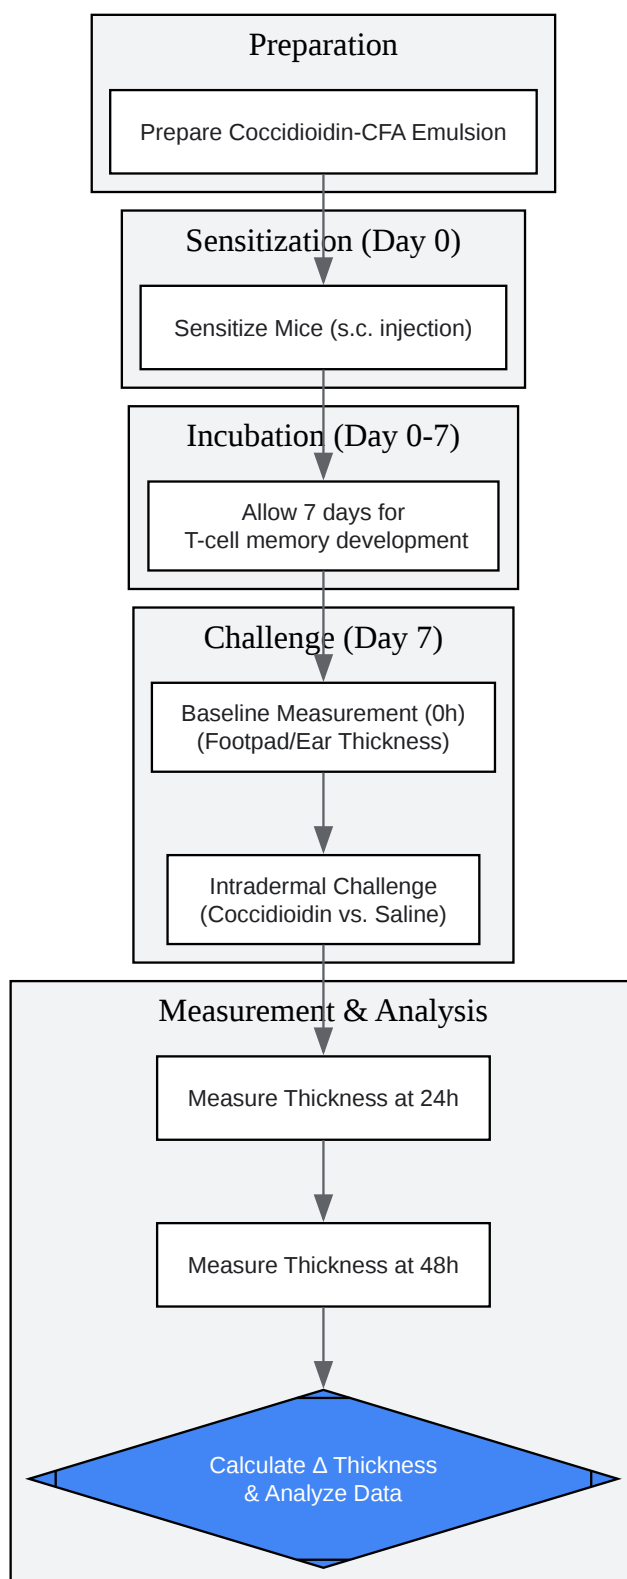 Preparation
Prepare Coccidioidin-CFA Emulsion
Sensitization (Day 0)
Sensitize Mice (s.c. injection)
Incubation (Day 0-7)
Allow 7 days for
T-cell memory development
Challenge (Day 7)
Baseline Measurement (0h)
(Footpad/Ear Thickness)
Intradermal Challenge
(Coccidioidin vs. Saline)
Measurement & Analysis
Measure Thickness at 24h
Measure Thickness at 48h
Calculate Δ Thickness
& Analyze Data